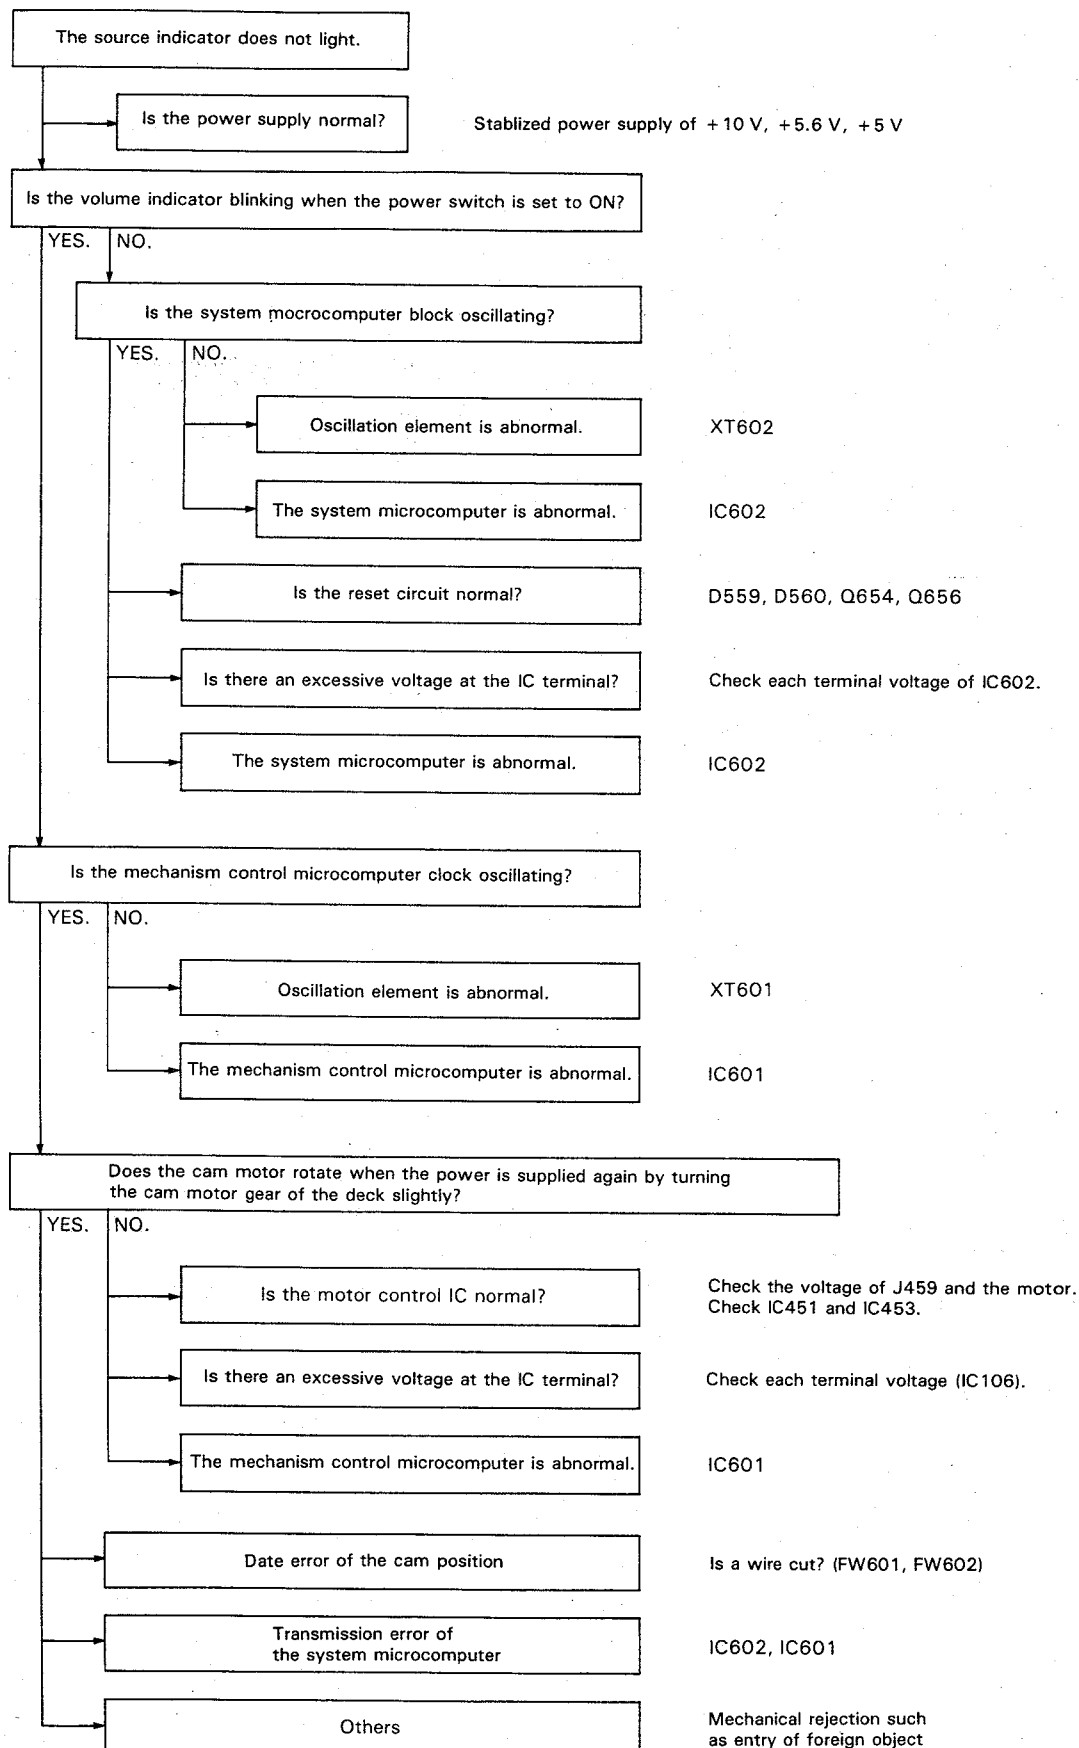 The source indicator does not light.
Is the power supply normal?
Stablized power supply of +10 V, +5.6 V, +5 V
Is the volume indicator blinking when the power switch is set to ON?
YES. NO.
Is the system mocrocomputer block oscillating?
YES. NO.
Oscillation element is abnormal.
XT602
The system microcomputer is abnormal.
IC602
Is the reset circuit normal?
D559, D560, Q654, Q656
Is there an excessive voltage at the IC terminal?
Check each terminal voltage of IC602.
The system microcomputer is abnormal.
IC602
Is the mechanism control microcomputer clock oscillating?
YES. NO.
Oscillation element is abnormal.
XT601
The mechanism control microcomputer is abnormal.
IC601
Does the cam motor rotate when the power is supplied again by turning
the cam motor gear of the deck slightly?
YES. NO.
Is the motor control IC normal?
Check the voltage of J459 and the motor.
Check IC451 and IC453.
Is there an excessive voltage at the IC terminal?
Check each terminal voltage (IC106).
The mechanism control microcomputer is abnormal.
IC601
Date error of the cam position
Is a wire cut? (FW601, FW602)
Transmission error of
the system microcomputer
IC602, IC601
Others
Mechanical rejection such
as entry of foreign object